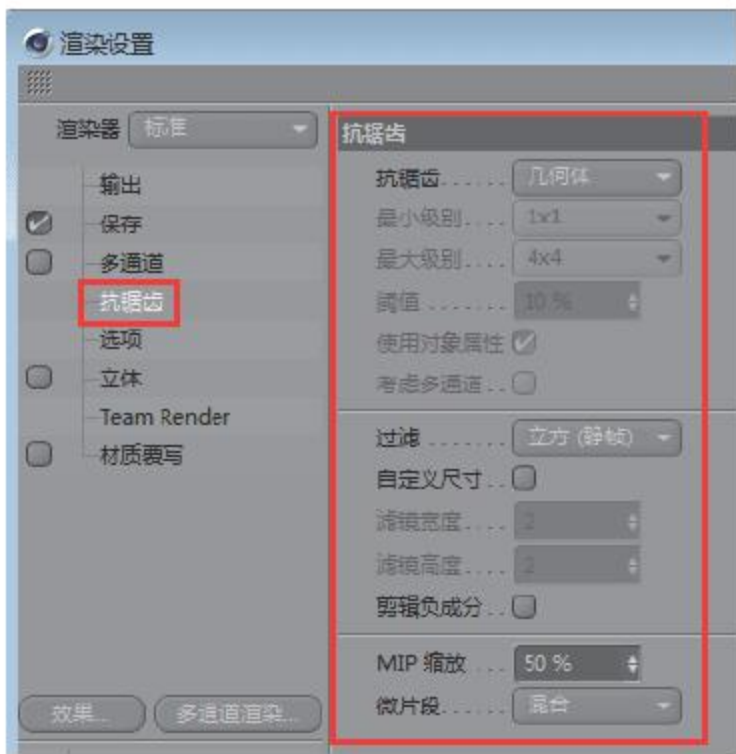 渲染设置
渲染器 标准
输出
保存
多通道
抗锯齿
选项
立体
Team Render
材质覆写
效果...
多通道渲染...
抗锯齿
抗锯齿...... 几何体
最小级别.... 1x1
最大级别.... 4x4
阈值....... 10 %
使用对象属性
考虑多通道..
过滤....... 立方 (静帧)
自定义尺寸..
滤镜宽度.... 2
滤镜高度.... 2
剪辑负成分..
MIP 缩放 ... 50 %
微片段...... 混合